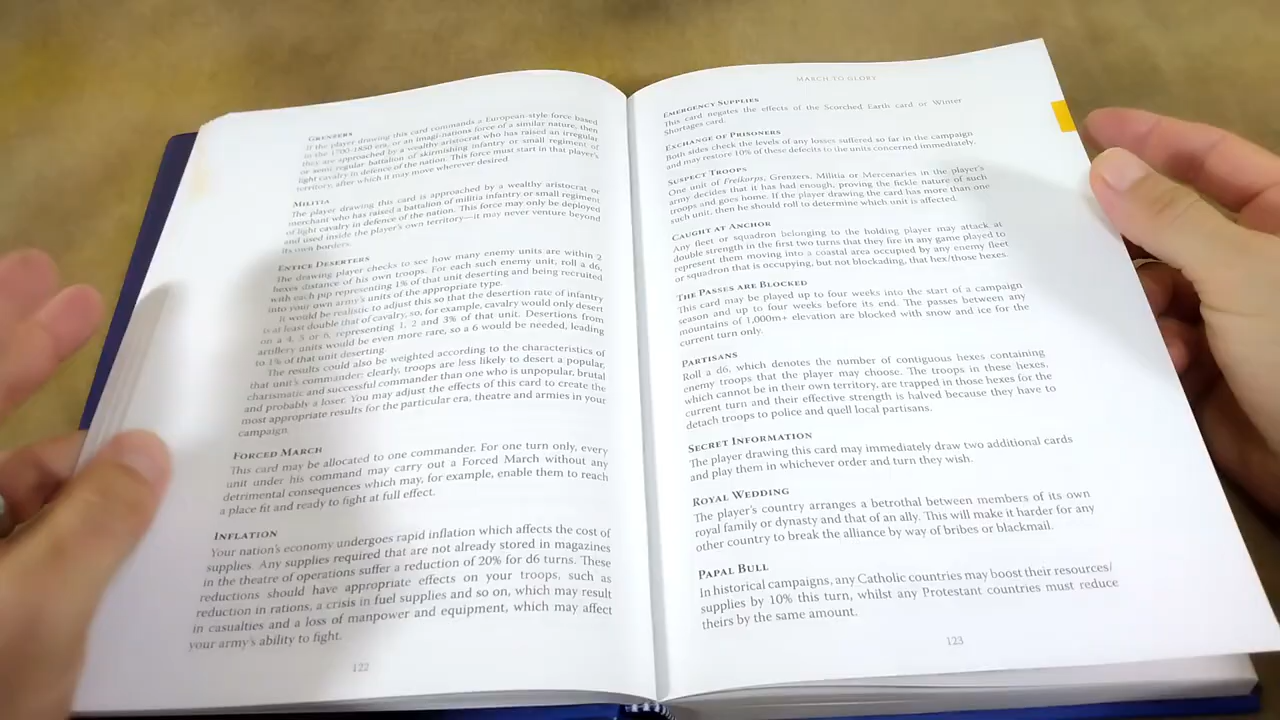 GRENZERS
If the player drawing this card commands a European-style force based
in the 1700-1850 era, or an Imagi-nations force of a similar nature, then
they are approached by a wealthy aristocrat who has raised an irregular
or semi-regular battalion of skirmishing infantry or small regiment of
light cavalry in defence of the nation. This force must start in that player's
territory, after which it may move wherever desired.
MILITIA
The player drawing this card is approached by a wealthy aristocrat or
merchant who has raised a battalion of militia infantry or small regiment
of light cavalry in defence of the nation. This force may only be deployed
and used inside the player's own territory—it may never venture beyond
its own borders.
ENTICE DESERTERS
The drawing player checks to see how many enemy units are within 2
hexes distance of his own troops. For each such enemy unit, roll a d6,
with each pip representing 1% of that unit deserting and being recruited
into your own army's units of the appropriate type.
It would be realistic to adjust this so that the desertion rate of infantry
is at least double that of cavalry, so, for example, cavalry would only desert
on a 4, 5 or 6, representing 1, 2 and 3% of that unit. Desertions from
artillery units would be even more rare, so a 6 would be needed, leading
to 1% of that unit deserting.
The results could also be weighted according to the characteristics of
that unit's commander: clearly, troops are less likely to desert a popular,
charismatic and successful commander than one who is unpopular, brutal
and probably a loser. You may adjust the effects of this card to create the
most appropriate results for the particular era, theatre and armies in your
campaign.
FORCED MARCH
This card may be allocated to one commander. For one turn only, every
unit under his command may carry out a Forced March without any
detrimental consequences which may, for example, enable them to reach
a place fit and ready to fight at full effect.
INFLATION
Your nation's economy undergoes rapid inflation which affects the cost of
supplies. Any supplies required that are not already stored in magazines
in the theatre of operations suffer a reduction of 20% for d6 turns. These
reductions should have appropriate effects on your troops, such as
reduction in rations, a crisis in fuel supplies and so on, which may result
in casualties and a loss of manpower and equipment, which may affect
your army's ability to fight.
122
MARCH TO GLORY
EMERGENCY SUPPLIES
This card negates the effects of the Scorched Earth card or Winter
Shortages card.
EXCHANGE OF PRISONERS
Both sides check the levels of any losses suffered so far in the campaign
and may restore 10% of these defecits to the units concerned immediately.
SUSPECT TROOPS
One unit of Freikorps, Grenzers, Militia or Mercenaries in the player's
army decides that it has had enough, proving the fickle nature of such
troops and goes home. If the player drawing the card has more than one
such unit, then he should roll to determine which unit is affected.
CAUGHT AT ANCHOR
Any fleet or squadron belonging to the holding player may attack at
double strength in the first two turns that they fire in any game played to
represent them moving into a coastal area occupied by any enemy fleet
or squadron that is occupying, but not blockading, that hex/those hexes.
THE PASSES ARE BLOCKED
This card may be played up to four weeks into the start of a campaign
season and up to four weeks before its end. The passes between any
mountains of 1,000m+ elevation are blocked with snow and ice for the
current turn only.
PARTISANS
Roll a d6, which denotes the number of contiguous hexes containing
enemy troops that the player may choose. The troops in these hexes,
which cannot be in their own territory, are trapped in those hexes for the
current turn and their effective strength is halved because they have to
detach troops to police and quell local partisans.
SECRET INFORMATION
The player drawing this card may immediately draw two additional cards
and play them in whichever order and turn they wish.
ROYAL WEDDING
The player's country arranges a betrothal between members of its own
royal family or dynasty and that of an ally. This will make it harder for any
other country to break the alliance by way of bribes or blackmail.
PAPAL BULL
In historical campaigns, any Catholic countries may boost their resources/
supplies by 10% this turn, whilst any Protestant countries must reduce
theirs by the same amount.
123